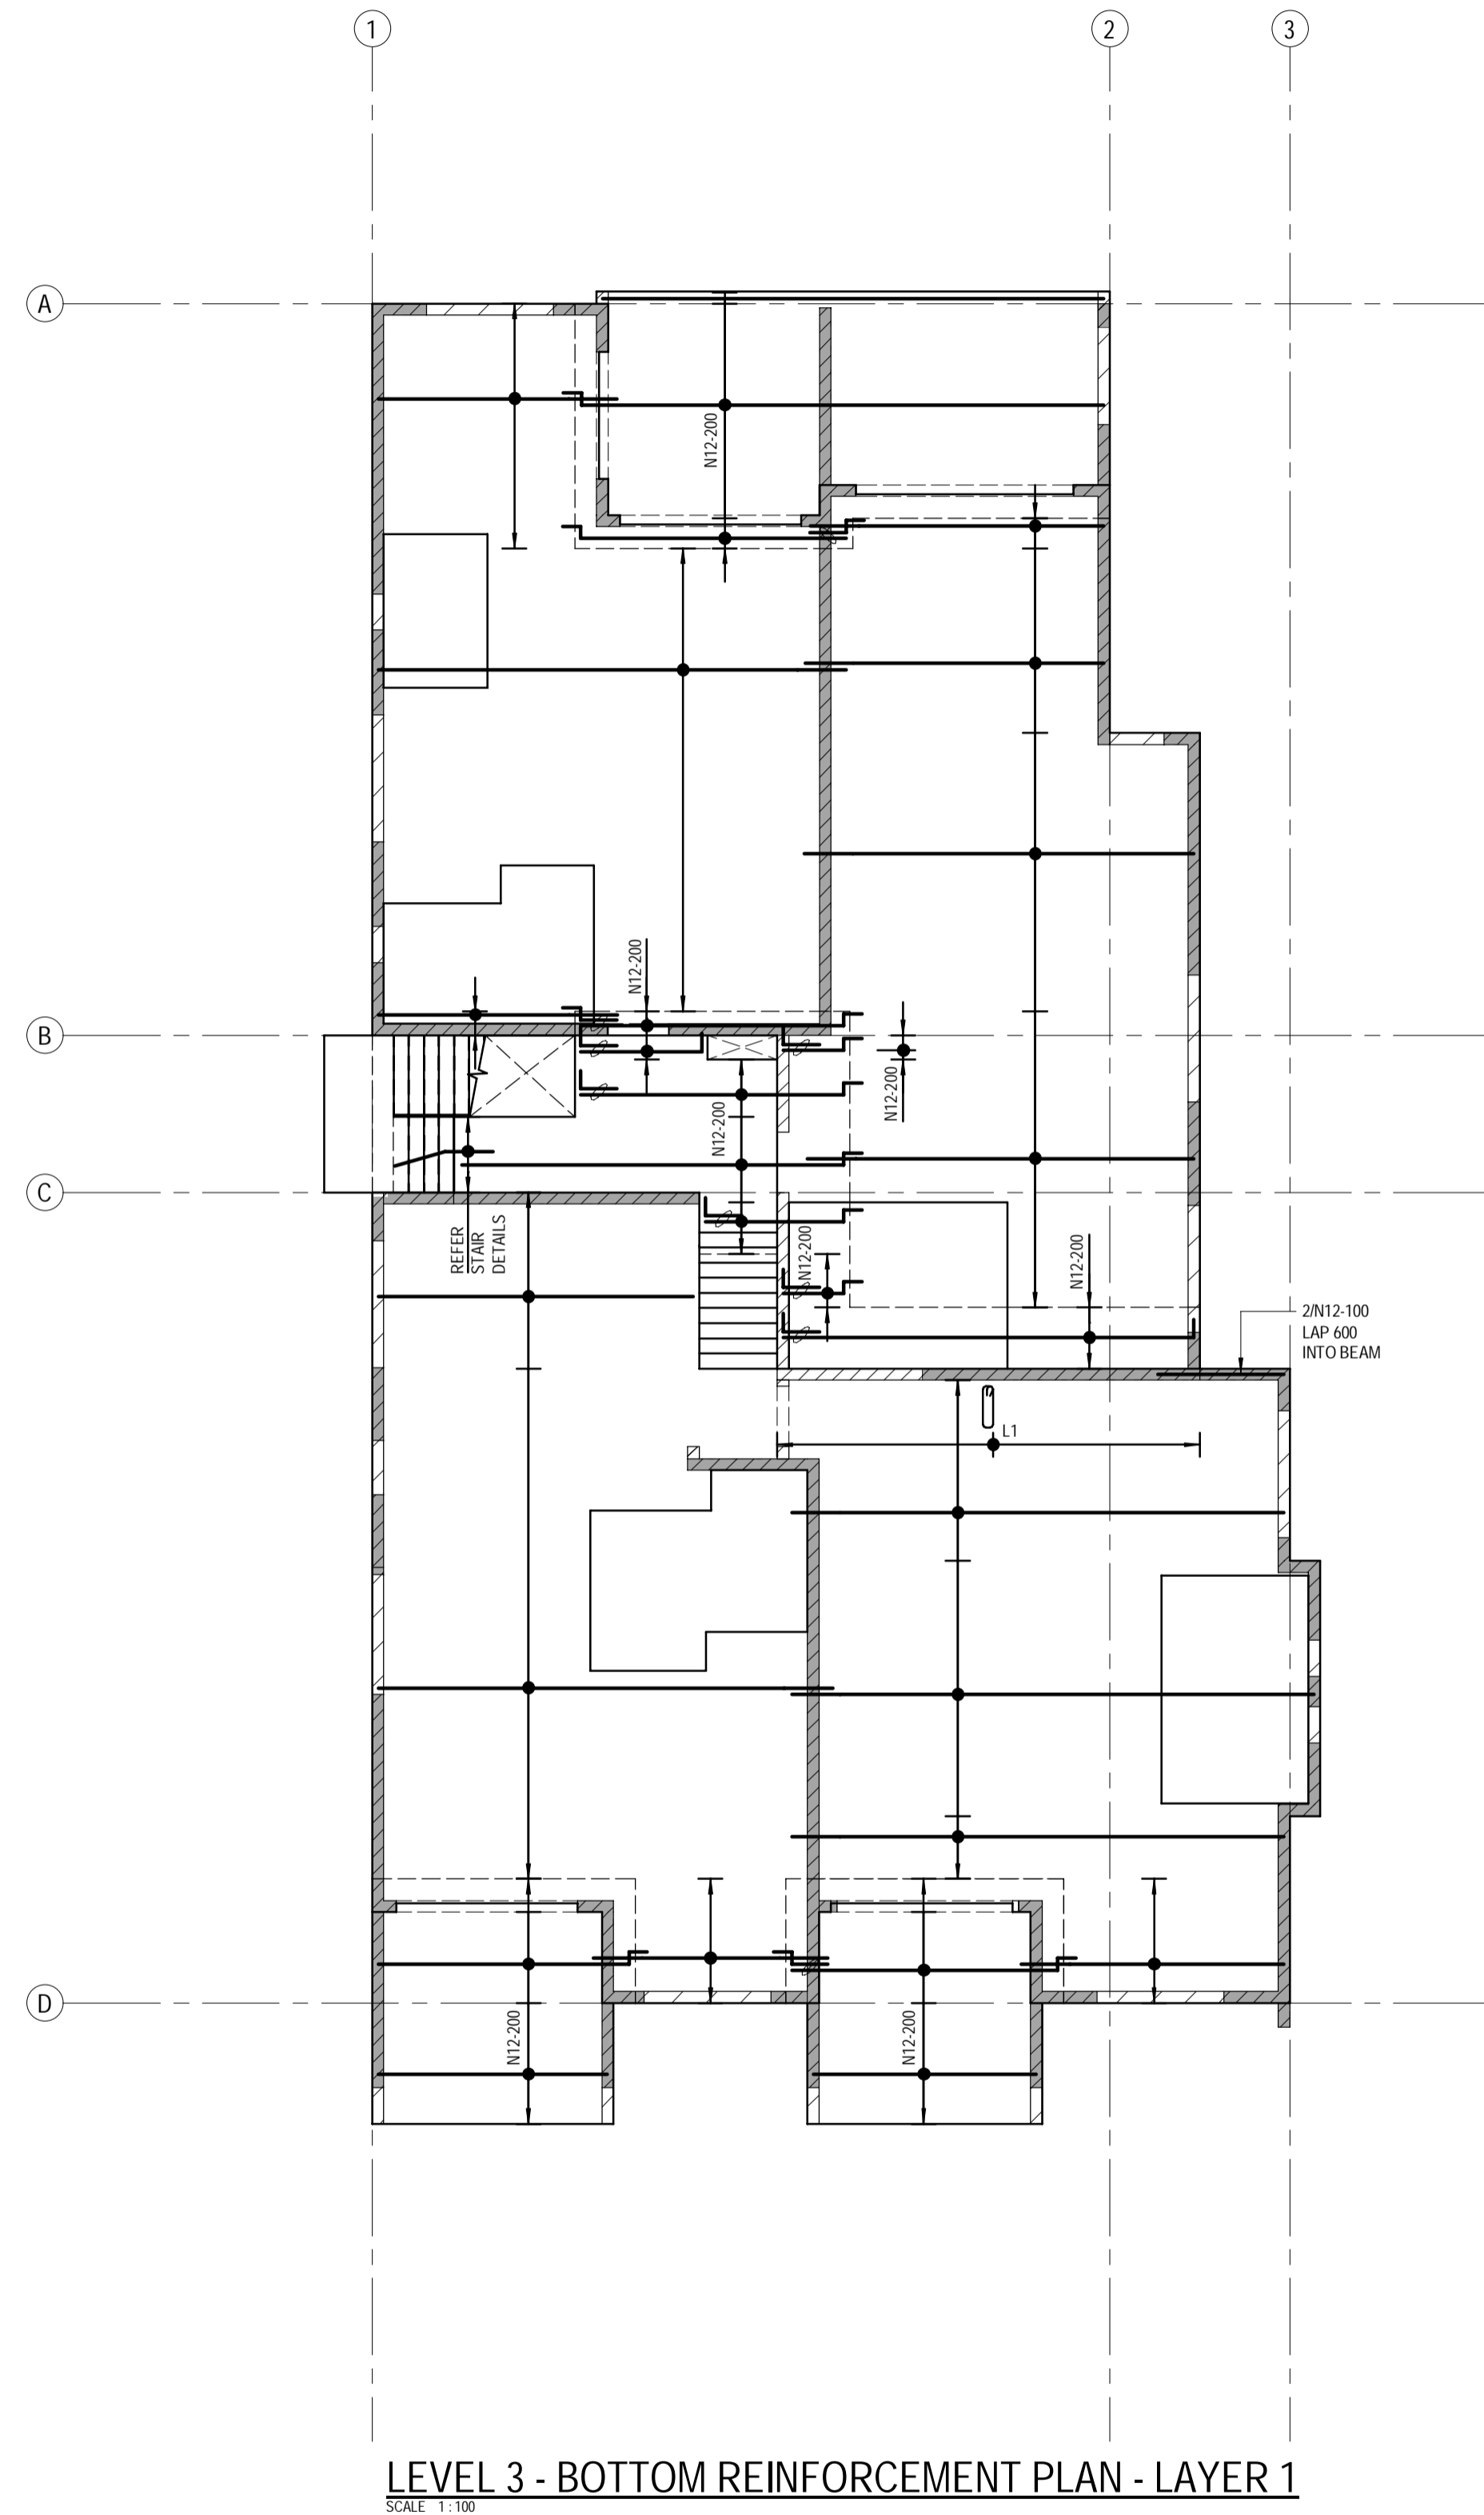 1
2
3
A
N12-200
N12-200
B
N12-200
N12-200
C
REFER
STAIR
DETAILS
N12-200
N12-200
2/N12-100
LAP 600
INTO BEAM
L1
D
N12-200
N12-200
LEVEL 3 - BOTTOM REINFORCEMENT PLAN - LAYER 1
SCALE 1 : 100